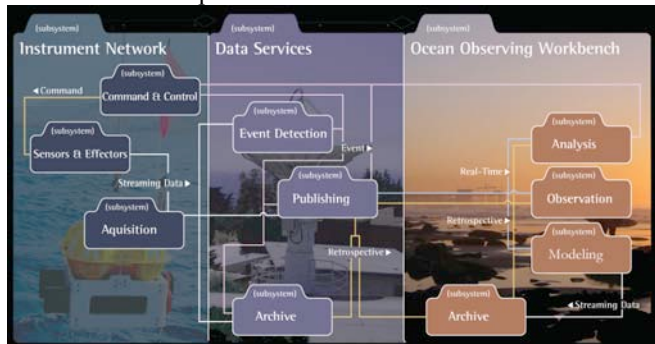 (subsystem)
Instrument Network
(subsystem)
Data Services
(subsystem)
Ocean Observing Workbench
(subsystem)
Command & Control
◄Command
(subsystem)
Sensors & Effectors
Streaming Data►
(subsystem)
Aquisition
(subsystem)
Event Detection
Event►
(subsystem)
Publishing
Retrospective►
(subsystem)
Archive
(subsystem)
Analysis
Real-Time►
(subsystem)
Observation
Retrospective►
(subsystem)
Modeling
◄Streaming Data
(subsystem)
Archive